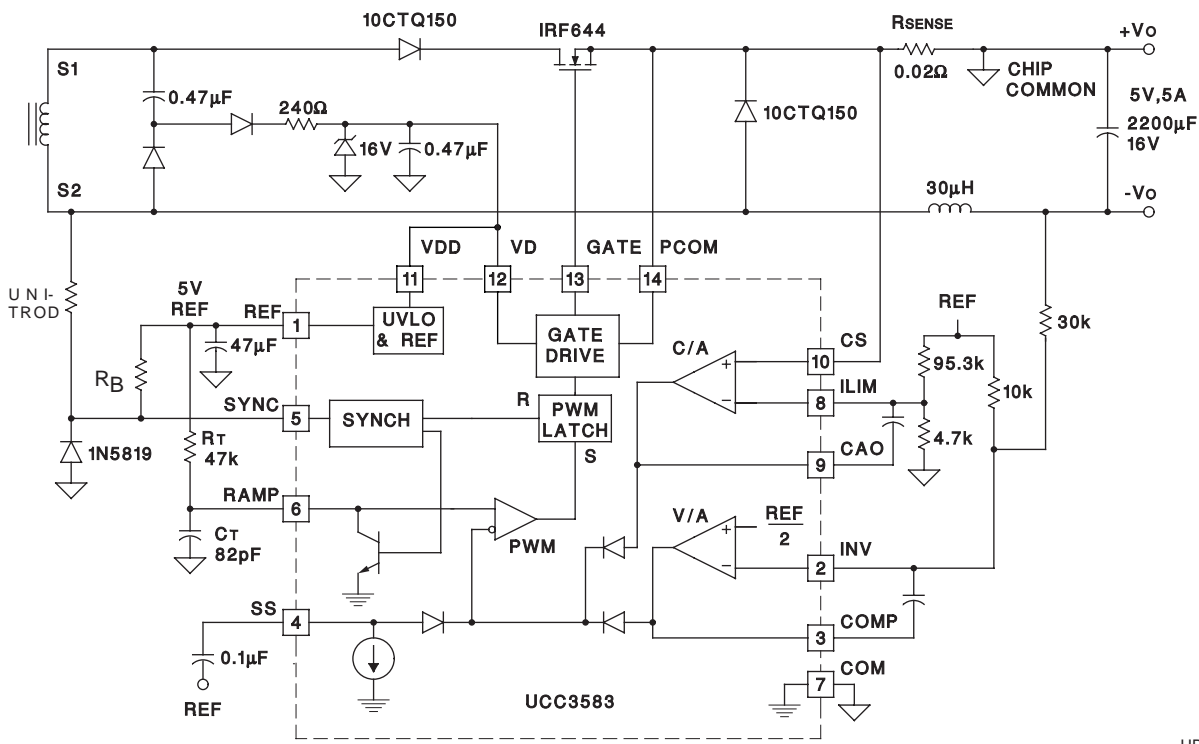 10CTQ150
IRF644
RSENSE
+Vo
S1
0.02Ω
CHIP
COMMON
0.47µF
240Ω
10CTQ150
5V,5A
2200µF
16V
16V
0.47µF
S2
30µH
-Vo
VDD
VD
GATE
PCOM
11
12
13
14
UNI-
TROD
5V
REF
REF
1
UVLO
& REF
GATE
DRIVE
REF
30k
47µF
C/A
+
-
10
CS
95.3k
10k
RB
ILIM
8
SYNC
5
SYNCH
R
PWM
LATCH
S
4.7k
1N5819
RT
47k
CAO
9
RAMP
6
PWM
V/A
+
-
REF
2
INV
2
CT
82pF
SS
4
COMP
3
0.1µF
REF
COM
7
UCC3583